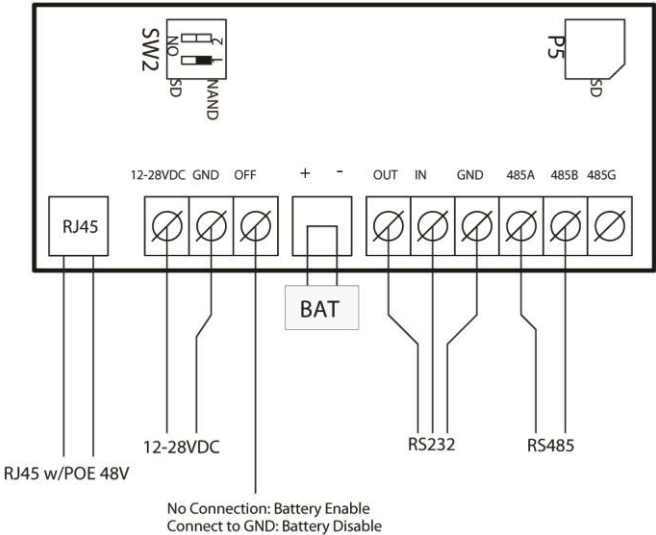 SW2
NO
2
1
SD
NAND
P5
SD
12-28VDC GND OFF + - OUT IN GND 485A 485B 485G
RJ45
BAT
12-28VDC
RS232
RS485
RJ45 w/POE 48V
No Connection: Battery Enable
Connect to GND: Battery Disable